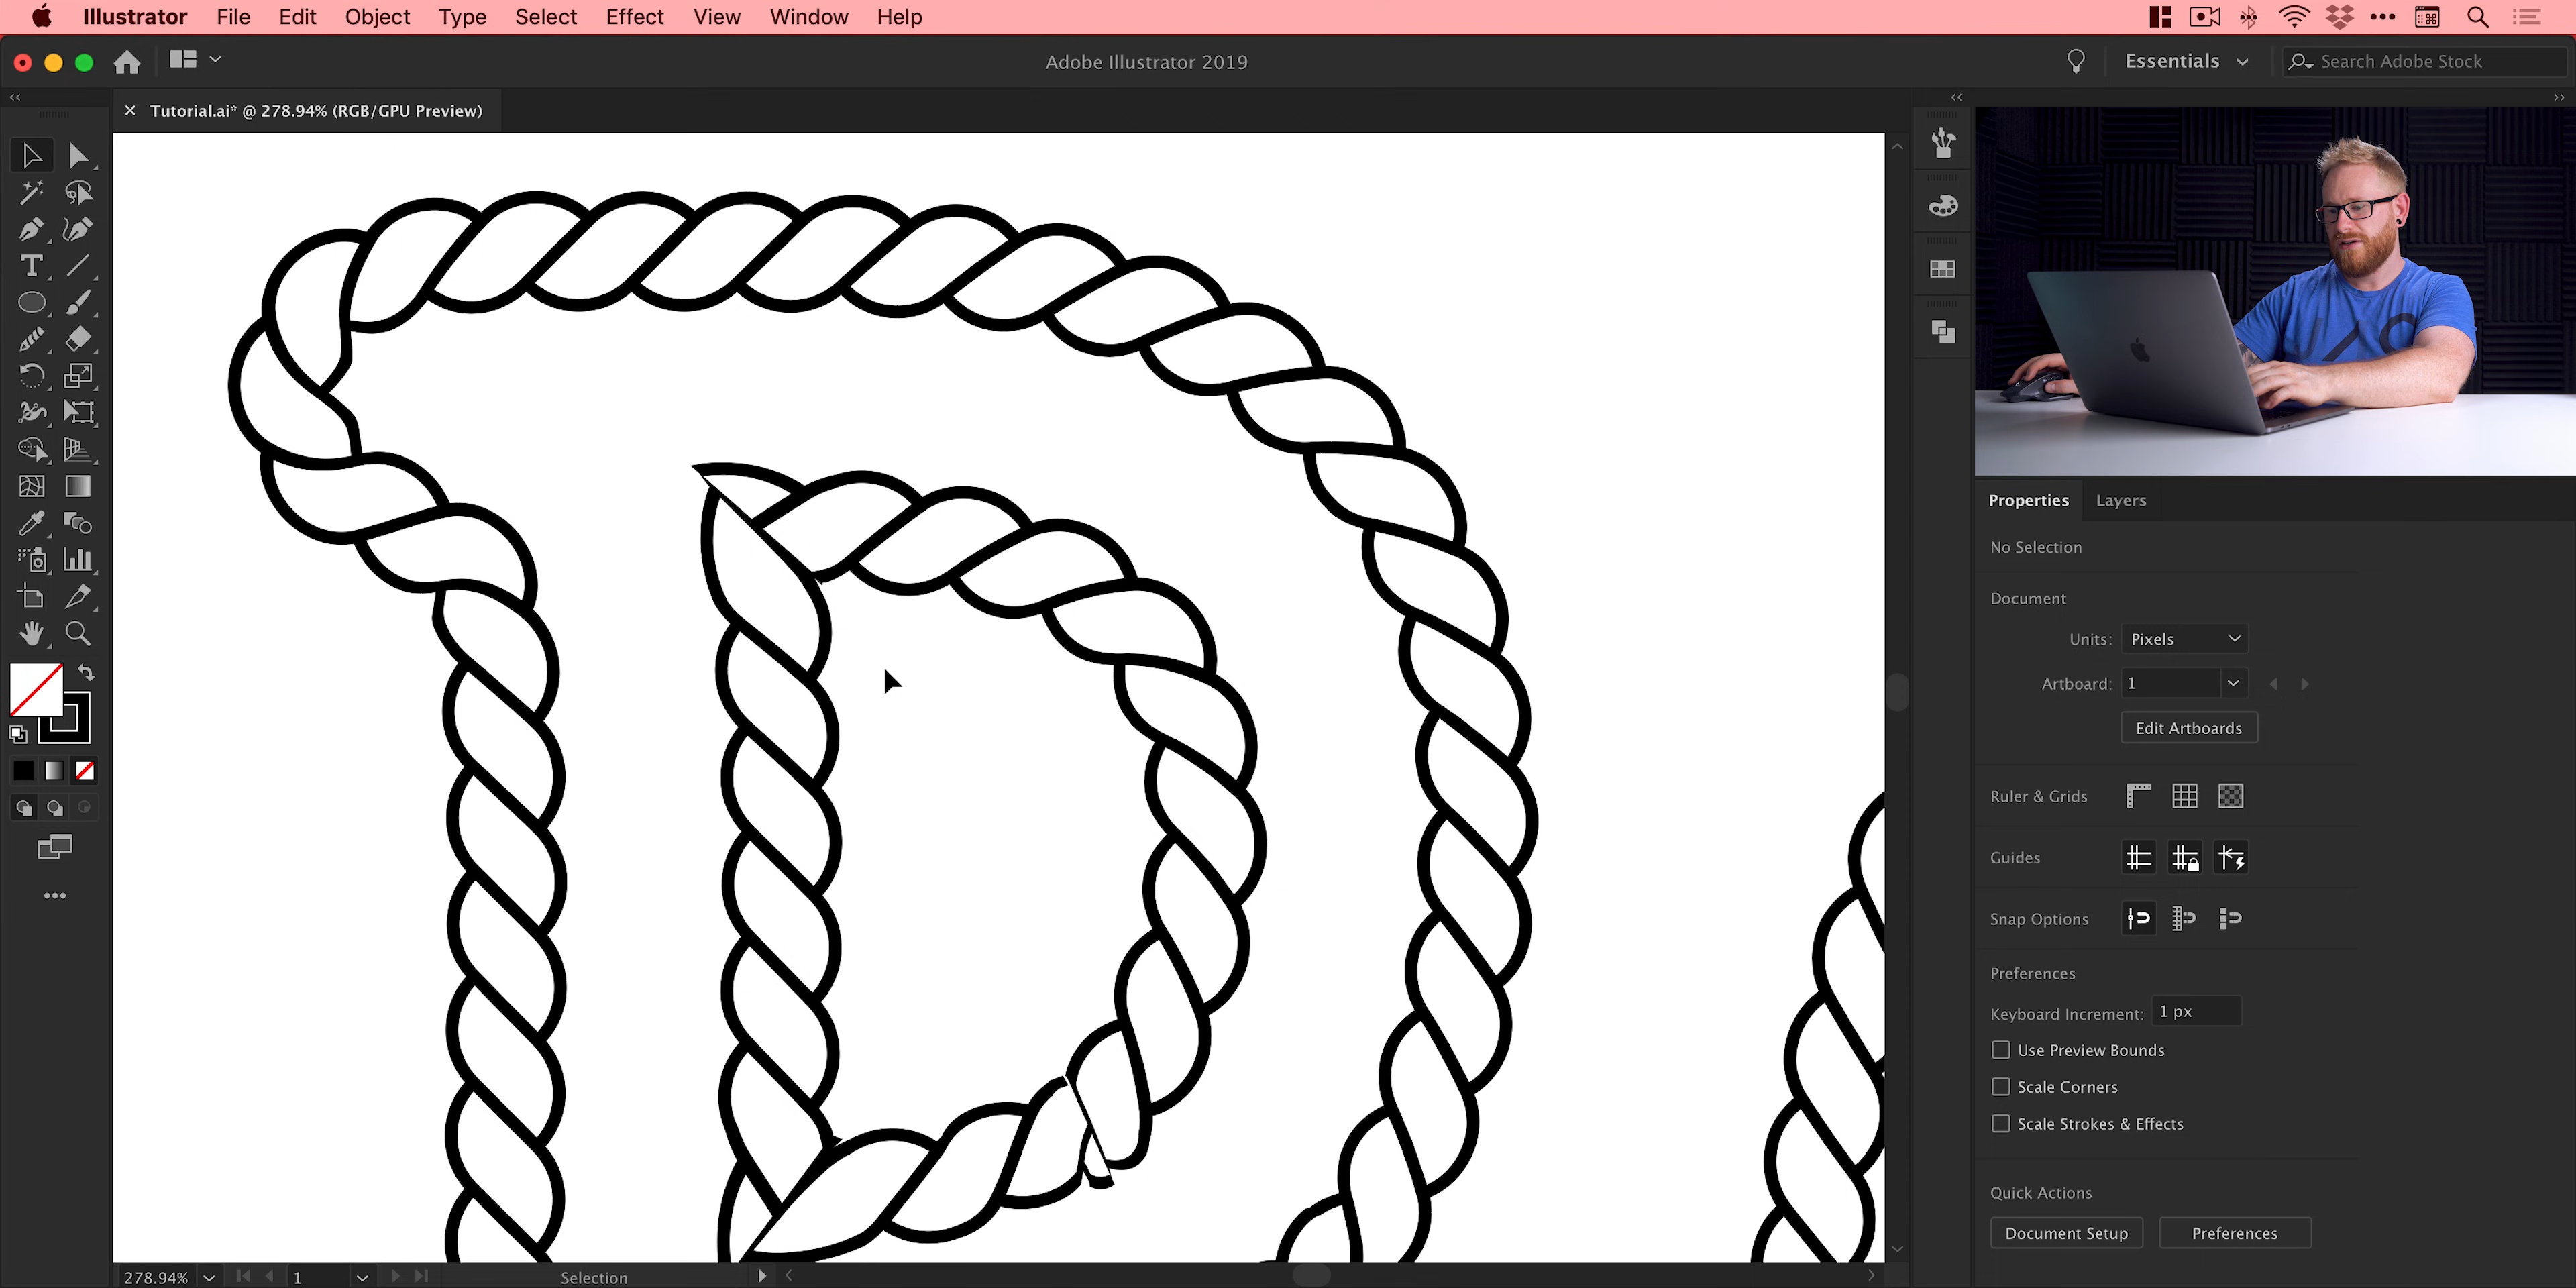 Illustrator File Edit Object Type Select Effect View Window Help
Adobe Illustrator 2019
Essentials
Search Adobe Stock
Tutorial.ai* @ 278.94% (RGB/GPU Preview)
Properties Layers
No Selection
Document
Units: Pixels
Artboard: 1
Edit Artboards
Ruler & Grids
Guides
Snap Options
Preferences
Keyboard Increment: 1 px
Use Preview Bounds
Scale Corners
Scale Strokes & Effects
Quick Actions
Document Setup Preferences
278.94% 1 Selection